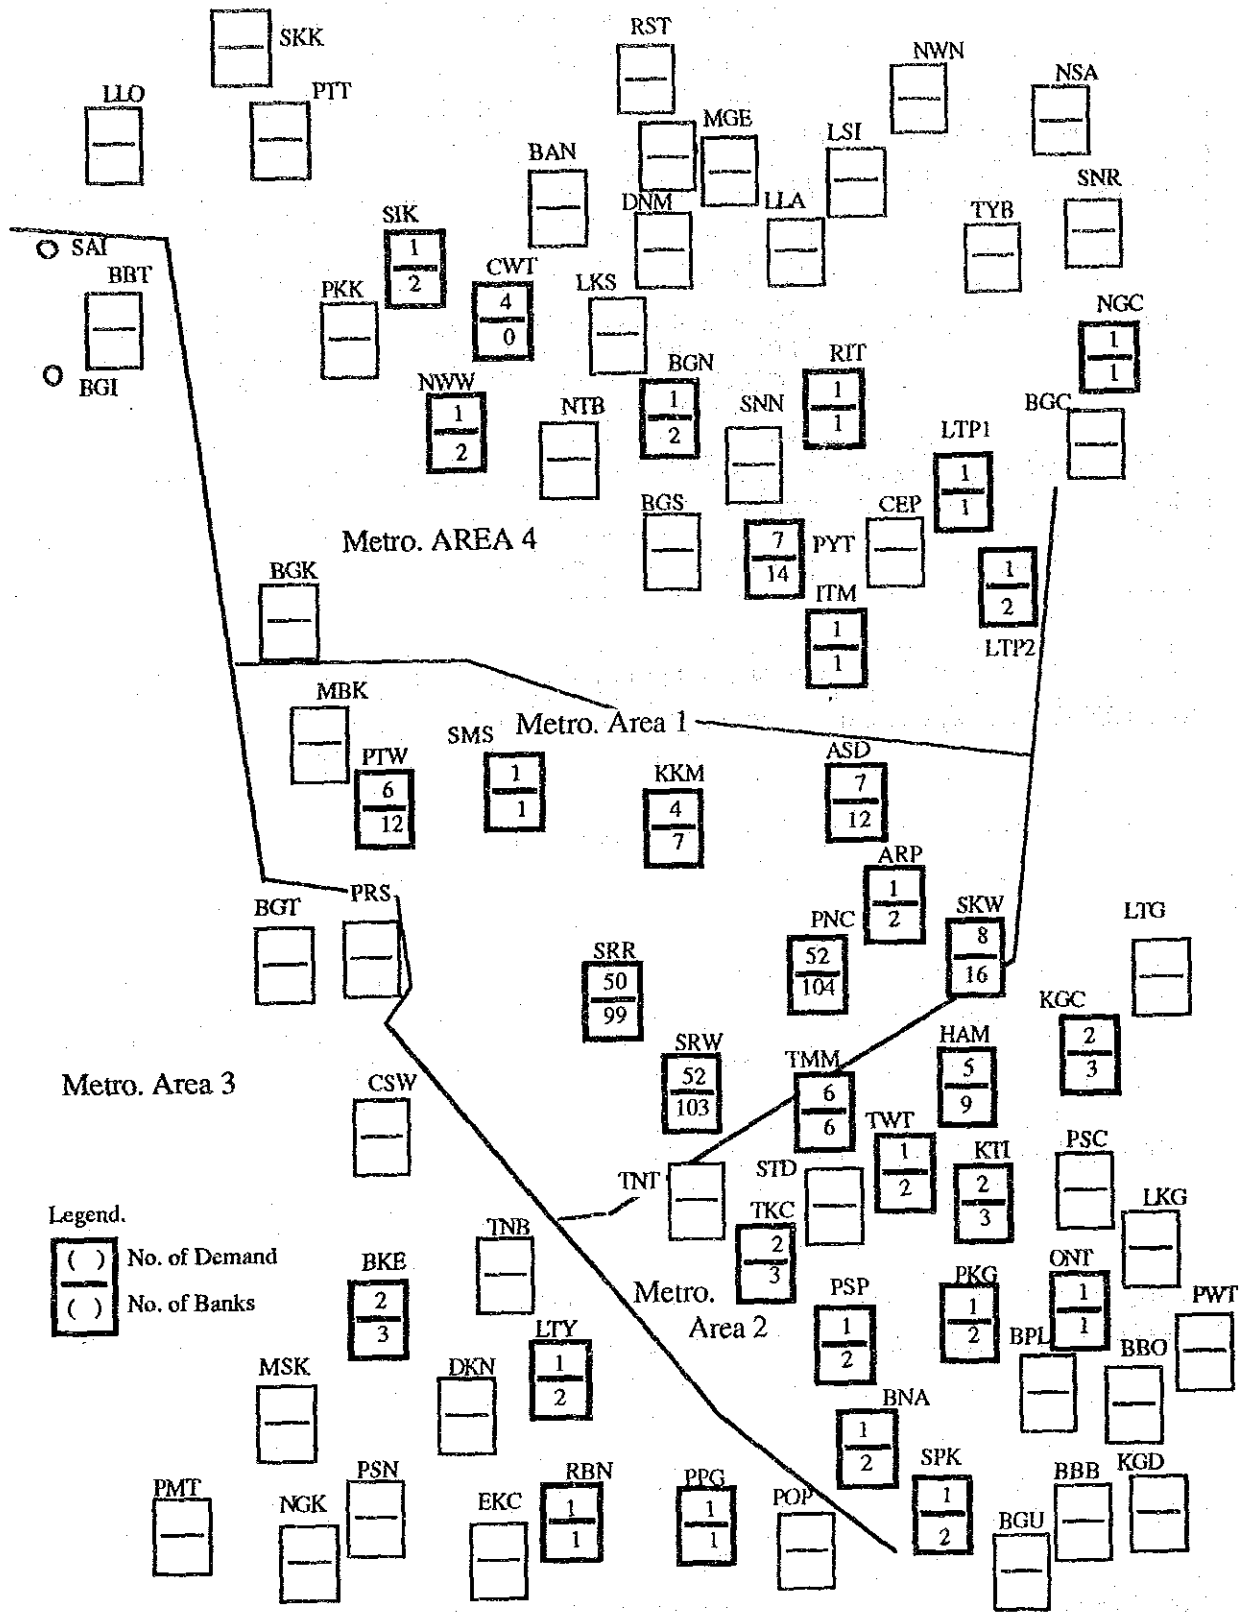 SKK
RST
NWN
NSA
LLO
PTT
MGE
LSI
BAN
SNR
DNM
LLA
TYB
SIK
1
2
SAI
CWT
4
0
BBT
PKK
LKS
NGC
1
1
BGI
NWW
1
2
BGN
1
2
RIT
1
1
NTB
SNN
BGC
LTP1
1
1
BGS
7
14
PYT
CEP
Metro. AREA 4
1
2
LTP2
BGK
ITM
1
1
MBK
Metro. Area 1
SMS
1
1
PTW
6
12
KKM
4
7
ASD
7
12
ARP
1
2
BGT
PRS
PNC
52
104
SKW
8
16
LTG
SRR
50
99
KGC
2
3
SRW
52
103
TMM
6
6
HAM
5
9
Metro. Area 3
CSW
TWT
1
2
KTI
2
3
PSC
TNT
STD
LKG
Legend.
( ) No. of Demand
( ) No. of Banks
TNB
TKC
2
3
BKE
2
3
Metro.
Area 2
PSP
1
2
PKG
1
2
ONT
1
1
PWT
LTY
1
2
BPL
BBO
MSK
DKN
BNA
1
2
PMT
NGK
PSN
EKC
RBN
1
1
PPG
1
1
POP
SPK
1
2
BGU
BBB
KGD